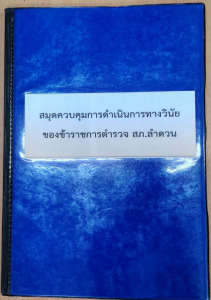 สมุดควบคุมการดำเนินการทางวินัย
ของข้าราชการตำรวจ สภ.ลำดวน